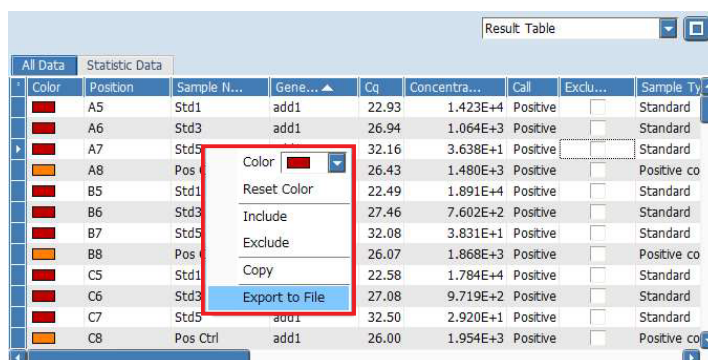 Result Table
All Data Statistic Data
Color Position Sample N... Gene... Cq Concentra... Call Exclu... Sample Ty
A5 Std1 add1 22.93 1.423E+4 Positive Standard
A6 Std3 add1 26.94 1.064E+3 Positive Standard
A7 Std5 32.16 3.638E+1 Positive Standard
A8 Pos 26.43 1.480E+3 Positive Positive co
B5 Std1 22.49 1.891E+4 Positive Standard
B6 Std3 27.46 7.602E+2 Positive Standard
B7 Std5 32.08 3.831E+1 Positive Standard
B8 Pos 26.07 1.868E+3 Positive Positive co
C5 Std1 22.58 1.784E+4 Positive Standard
C6 Std3 27.08 9.719E+2 Positive Standard
C7 Std5 add1 32.50 2.920E+1 Positive Standard
C8 Pos Ctrl add1 26.00 1.954E+3 Positive Positive co
Color
Reset Color
Include
Exclude
Copy
Export to File